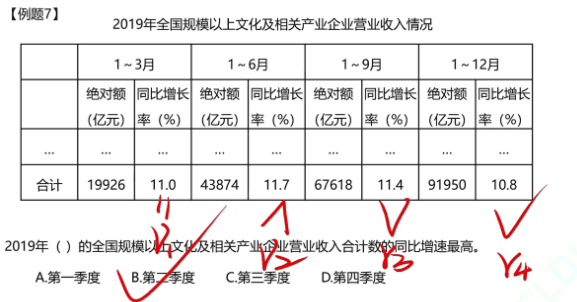 【例题7】
2019年全国规模以上文化及相关产业企业营业收入情况
1～3月 1～6月 1～9月 1～12月
绝对额（亿元） 同比增长率（%） 绝对额（亿元） 同比增长率（%） 绝对额（亿元） 同比增长率（%） 绝对额（亿元） 同比增长率（%）
... ... ... ... ... ... ... ... ...
合计 19926 11.0 43874 11.7 67618 11.4 91950 10.8
r1 r2 r3 r4
2019年（ ）的全国规模以上文化及相关产业企业营业收入合计数的同比增速最高。
A.第一季度 B.第二季度 C.第三季度 D.第四季度